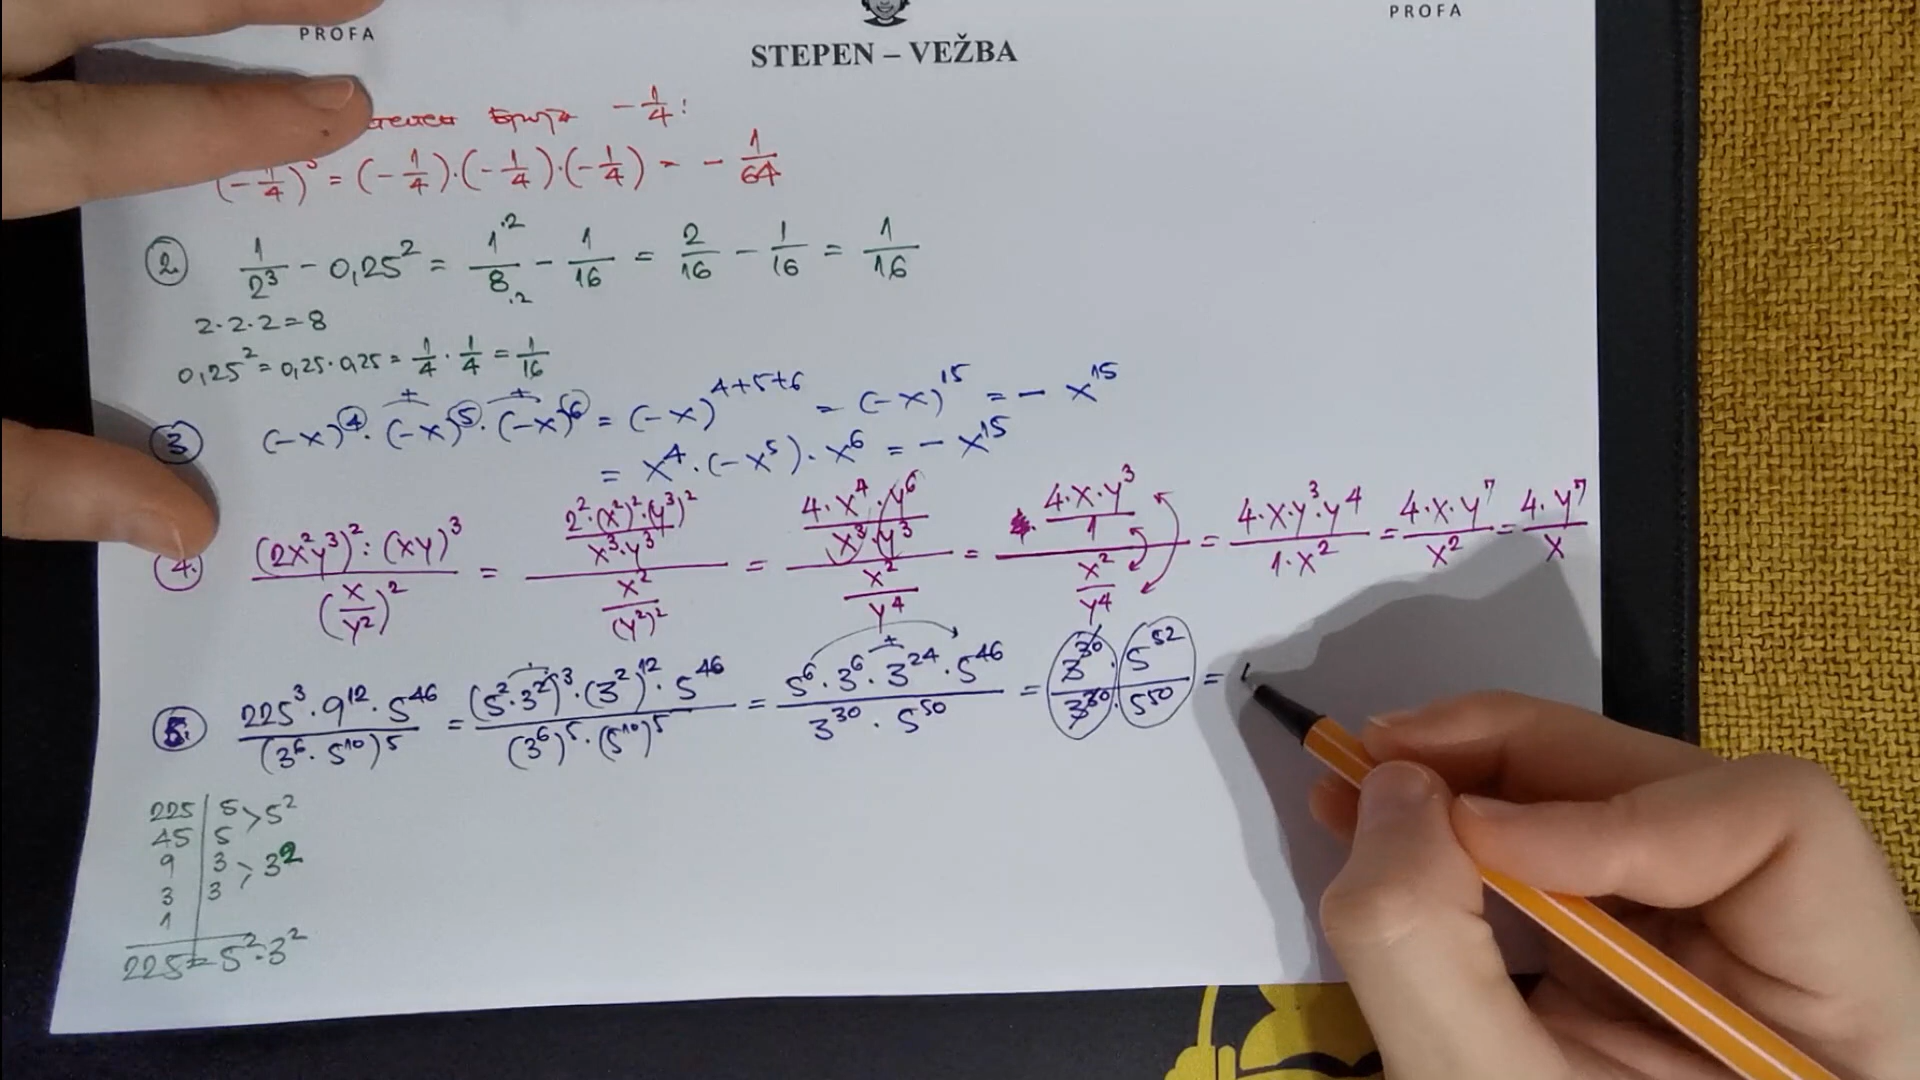 PROFA
PROFA
STEPEN – VEŽBA
-1/4:
(-1/4)³ = (-1/4)·(-1/4)·(-1/4) = - 1/64
2. 1/2³ - 0,25² = 1·2/8·2 - 1/16 = 2/16 - 1/16 = 1/16
2·2·2=8
0,25² = 0,25·0,25 = 1/4 · 1/4 = 1/16
3 (-x)⁴·(-x)⁵·(-x)⁶ = (-x)⁴⁺⁵⁺⁶ = (-x)¹⁵ = - x¹⁵
= x⁴·(-x⁵)·x⁶ = - x¹⁵
4. ((2x²y³)² : (xy)³)/(x/y²)² = ((2²·(x²)²·(y³)²)/(x³·y³))/(x²/(y²)²) = ((4·x⁴·y⁶)/(x³·y³))/(x²/y⁴) = ((4·x·y³)/1)/(x²/y⁴) = (4·x·y³·y⁴)/(1·x²) = (4·x·y⁷)/x² = (4·y⁷)/x
5. (225³·9¹²·5⁴⁶)/(3⁶·5¹⁰)⁵ = ((5²·3²)³·(3²)¹²·5⁴⁶)/((3⁶)⁵·(5¹⁰)⁵) = (5⁶·3⁶·3²⁴·5⁴⁶)/(3³⁰·5⁵⁰) = (3³⁰·5⁵²)/(3³⁰·5⁵⁰) =
225 | 5 > 5²
45 | 5
9 | 3 > 3²
3 | 3
1
225 = 5²·3²